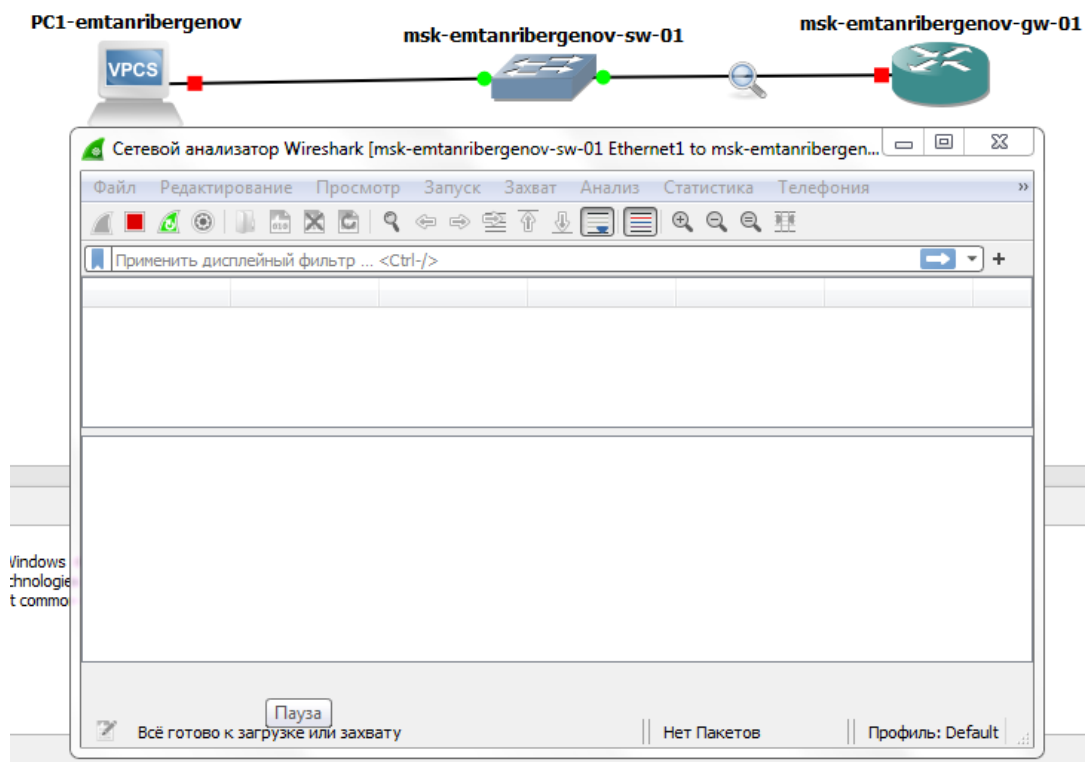 PC1-emtanribergenov
msk-emtanribergenov-sw-01
msk-emtanribergenov-gw-01
VPCS
Сетевой анализатор Wireshark [msk-emtanribergenov-sw-01 Ethernet1 to msk-emtanribergen...
Файл Редактирование Просмотр Запуск Захват Анализ Статистика Телефония »
Применить дисплейный фильтр ... <Ctrl-/>
Windows
chnologie
t commo
Пауза
Всё готово к загрузке или захвату
Нет Пакетов
Профиль: Default